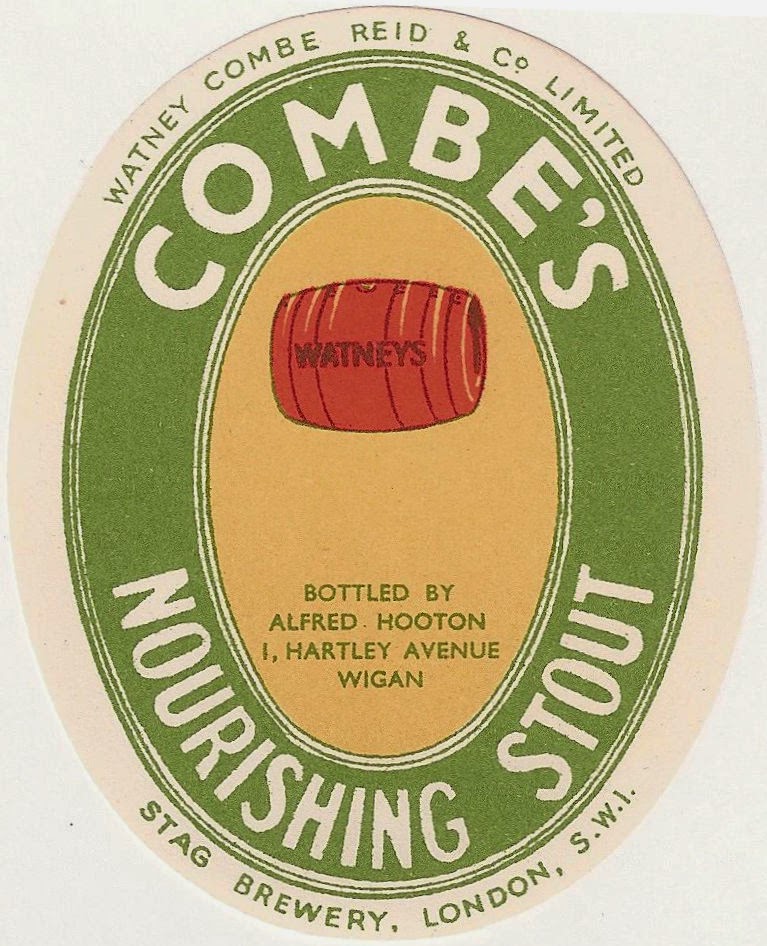 WATNEY COMBE REID & Cº LIMITED
COMBE'S
WATNEYS
BOTTLED BY
ALFRED HOOTON
1, HARTLEY AVENUE
WIGAN
NOURISHING STOUT
STAG BREWERY, LONDON, S.W.1.